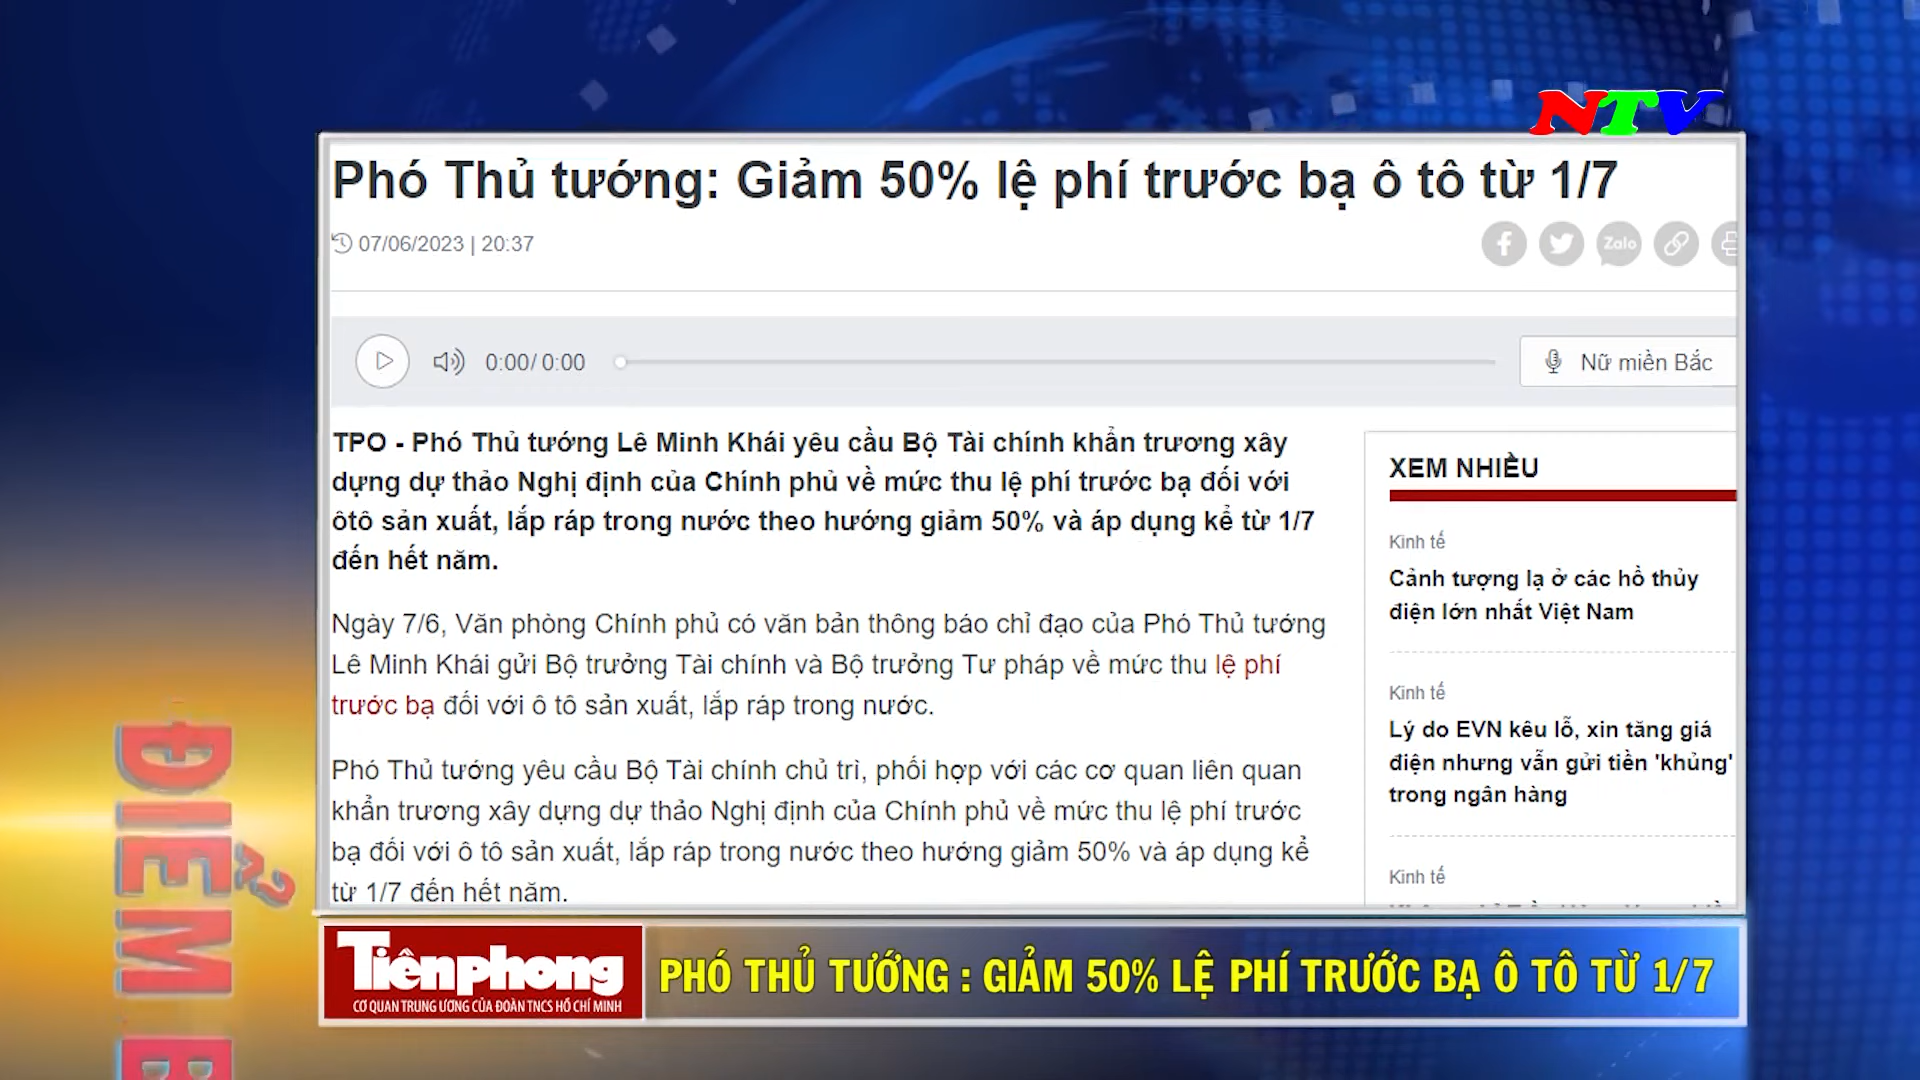 NTV
Phó Thủ tướng: Giảm 50% lệ phí trước bạ ô tô từ 1/7
07/06/2023 | 20:37
Zalo
0:00/ 0:00
Nữ miền Bắc
TPO - Phó Thủ tướng Lê Minh Khái yêu cầu Bộ Tài chính khẩn trương xây
dựng dự thảo Nghị định của Chính phủ về mức thu lệ phí trước bạ đối với
ôtô sản xuất, lắp ráp trong nước theo hướng giảm 50% và áp dụng kể từ 1/7
đến hết năm.
Ngày 7/6, Văn phòng Chính phủ có văn bản thông báo chỉ đạo của Phó Thủ tướng
Lê Minh Khái gửi Bộ trưởng Tài chính và Bộ trưởng Tư pháp về mức thu lệ phí
trước bạ đối với ô tô sản xuất, lắp ráp trong nước.
Phó Thủ tướng yêu cầu Bộ Tài chính chủ trì, phối hợp với các cơ quan liên quan
khẩn trương xây dựng dự thảo Nghị định của Chính phủ về mức thu lệ phí trước
bạ đối với ô tô sản xuất, lắp ráp trong nước theo hướng giảm 50% và áp dụng kể
từ 1/7 đến hết năm.
XEM NHIỀU
Kinh tế
Cảnh tượng lạ ở các hồ thủy
điện lớn nhất Việt Nam
Kinh tế
Lý do EVN kêu lỗ, xin tăng giá
điện nhưng vẫn gửi tiền 'khủng'
trong ngân hàng
Kinh tế
ĐIỂM B
Tiênphong
CƠ QUAN TRUNG ƯƠNG CỦA ĐOÀN TNCS HỒ CHÍ MINH
PHÓ THỦ TƯỚNG : GIẢM 50% LỆ PHÍ TRƯỚC BẠ Ô TÔ TỪ 1/7